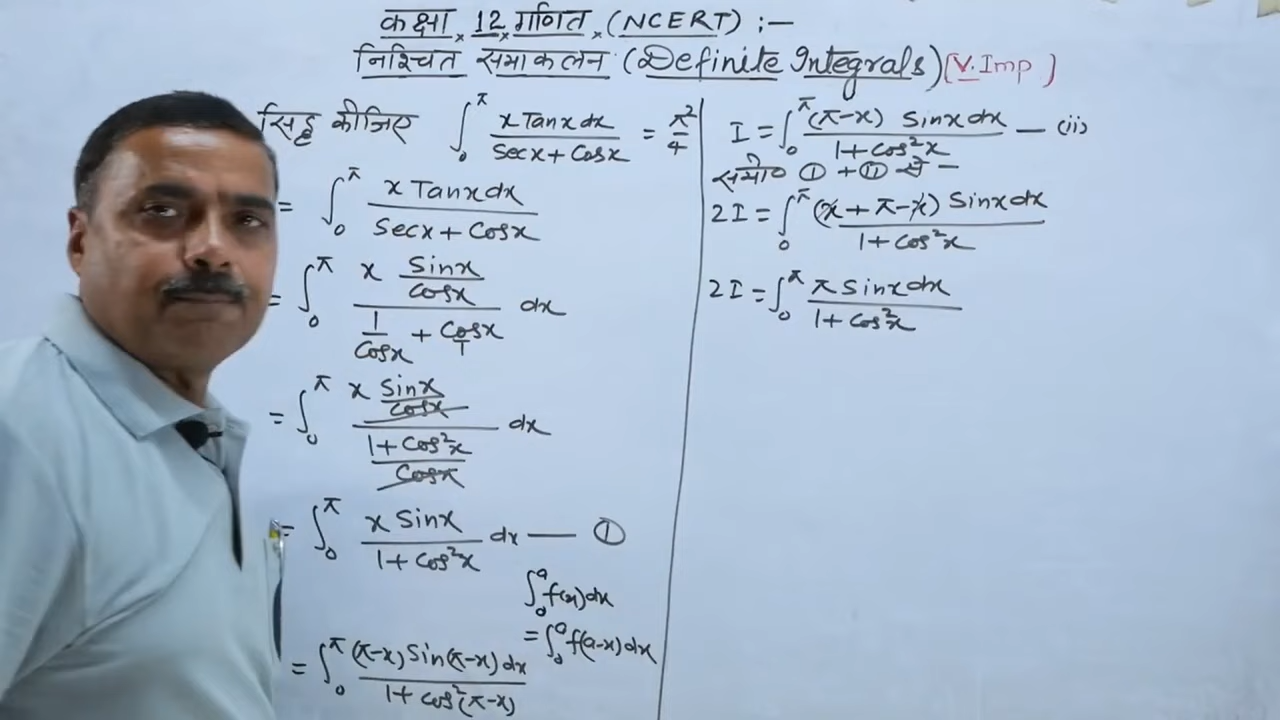 कक्षा × 12 × गणित × (NCERT) :-
निश्चित समाकलन (Definite Integrals) [V. Imp)
सिद्ध कीजिए ∫₀^π x Tanx dx / Secx + Cosx = π²/4
= ∫₀^π x Tanx dx / Secx + Cosx
= ∫₀^π x Sinx/Cosx / 1/Cosx + Cosx/1 dx
= ∫₀^π x Sinx/Cosx / 1+Cos²x/Cosx dx
= ∫₀^π x Sinx / 1+Cos²x dx — ①
∫₀^a f(x)dx
= ∫₀^a f(a-x)dx
= ∫₀^π (π-x) Sin(π-x) dx / 1+ Cos²(π-x)
I = ∫₀^π (π-x) Sinx dx / 1+Cos²x — (ii)
समी० ① + ⑪ से –
2I = ∫₀^π (x+π-x) Sinx dx / 1+Cos²x
2I = ∫₀^π π Sinx dx / 1+Cos²x